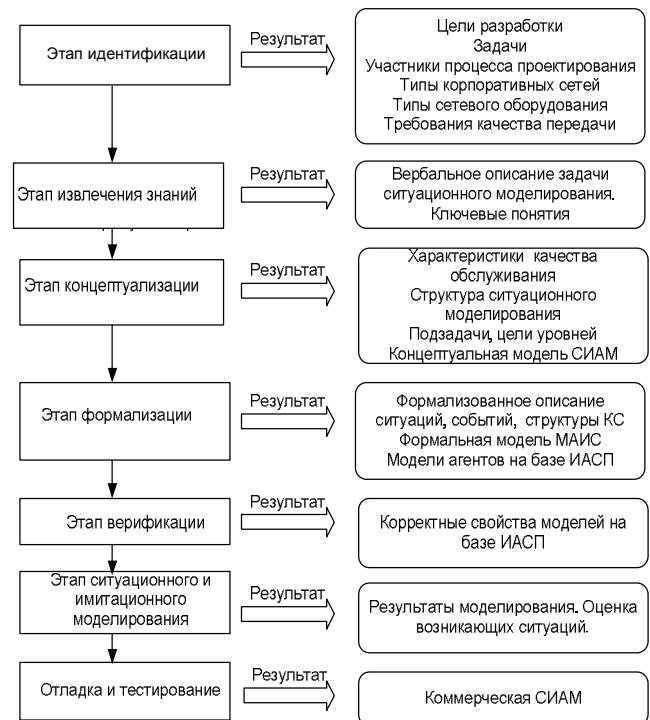 Этап идентификации
Результат
Цели разработки
Задачи
Участники процесса проектирования
Типы корпоративных сетей
Типы сетевого оборудования
Требования качества передачи
Этап извлечения знаний
Результат
Вербальное описание задачи
ситуационного моделирования.
Ключевые понятия
Этап концептуализации
Результат
Характеристики качества
обслуживания
Структура ситуационного
моделирования
Подзадачи, цели уровней
Концептуальная модель СИАМ
Этап формализации
Результат
Формализованное описание
ситуаций, событий, структуры КС
Формальная модель МАИС
Модели агентов на базе ИАСП
Этап верификации
Результат
Корректные свойства моделей на
базе ИАСП
Этап ситуационного и
имитационного
моделирования
Результат
Результаты моделирования. Оценка
возникающих ситуаций.
Отладка и тестирование
Результат
Коммерческая СИАМ